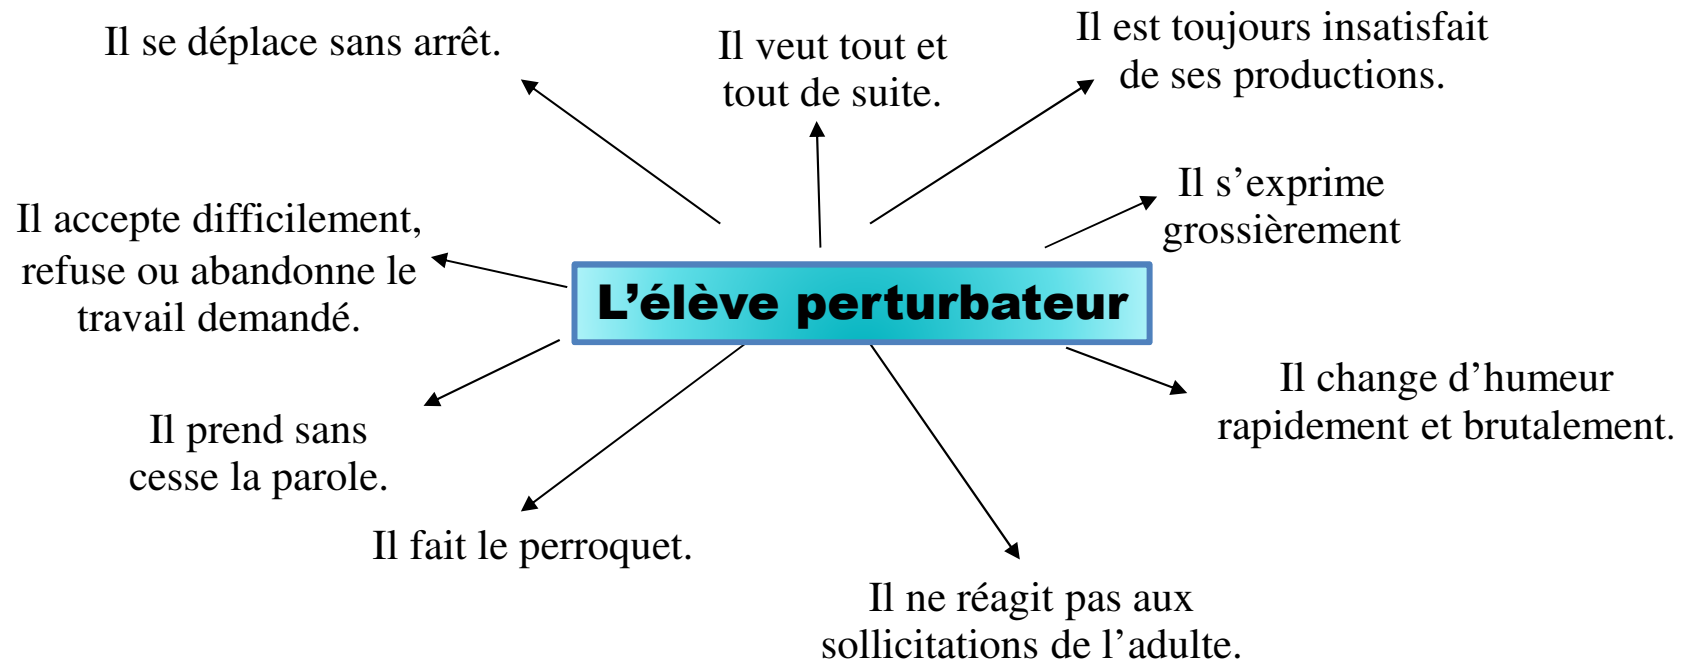 Il se déplace sans arrêt.
Il veut tout et
tout de suite.
Il est toujours insatisfait
de ses productions.
Il s’exprime
grossièrement
Il accepte difficilement,
refuse ou abandonne le
travail demandé.
L’élève perturbateur
Il change d’humeur
rapidement et brutalement.
Il prend sans
cesse la parole.
Il fait le perroquet.
Il ne réagit pas aux
sollicitations de l’adulte.